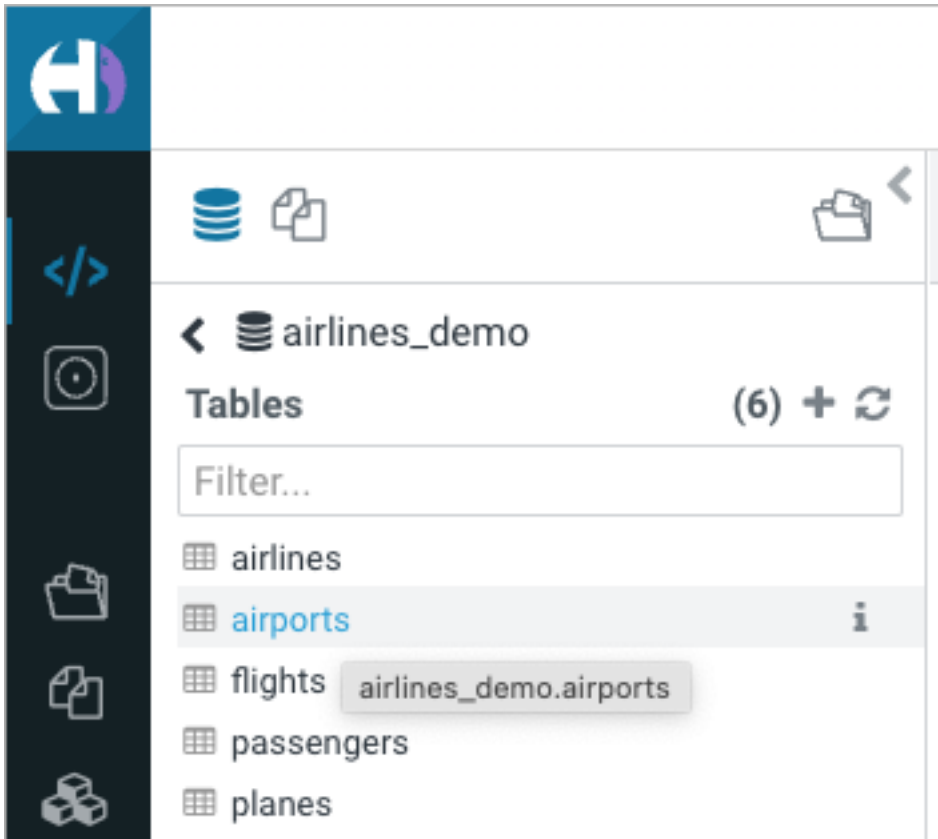 </>
airlines_demo
Tables (6)
Filter...
airlines
airports
flights
airlines_demo.airports
passengers
planes